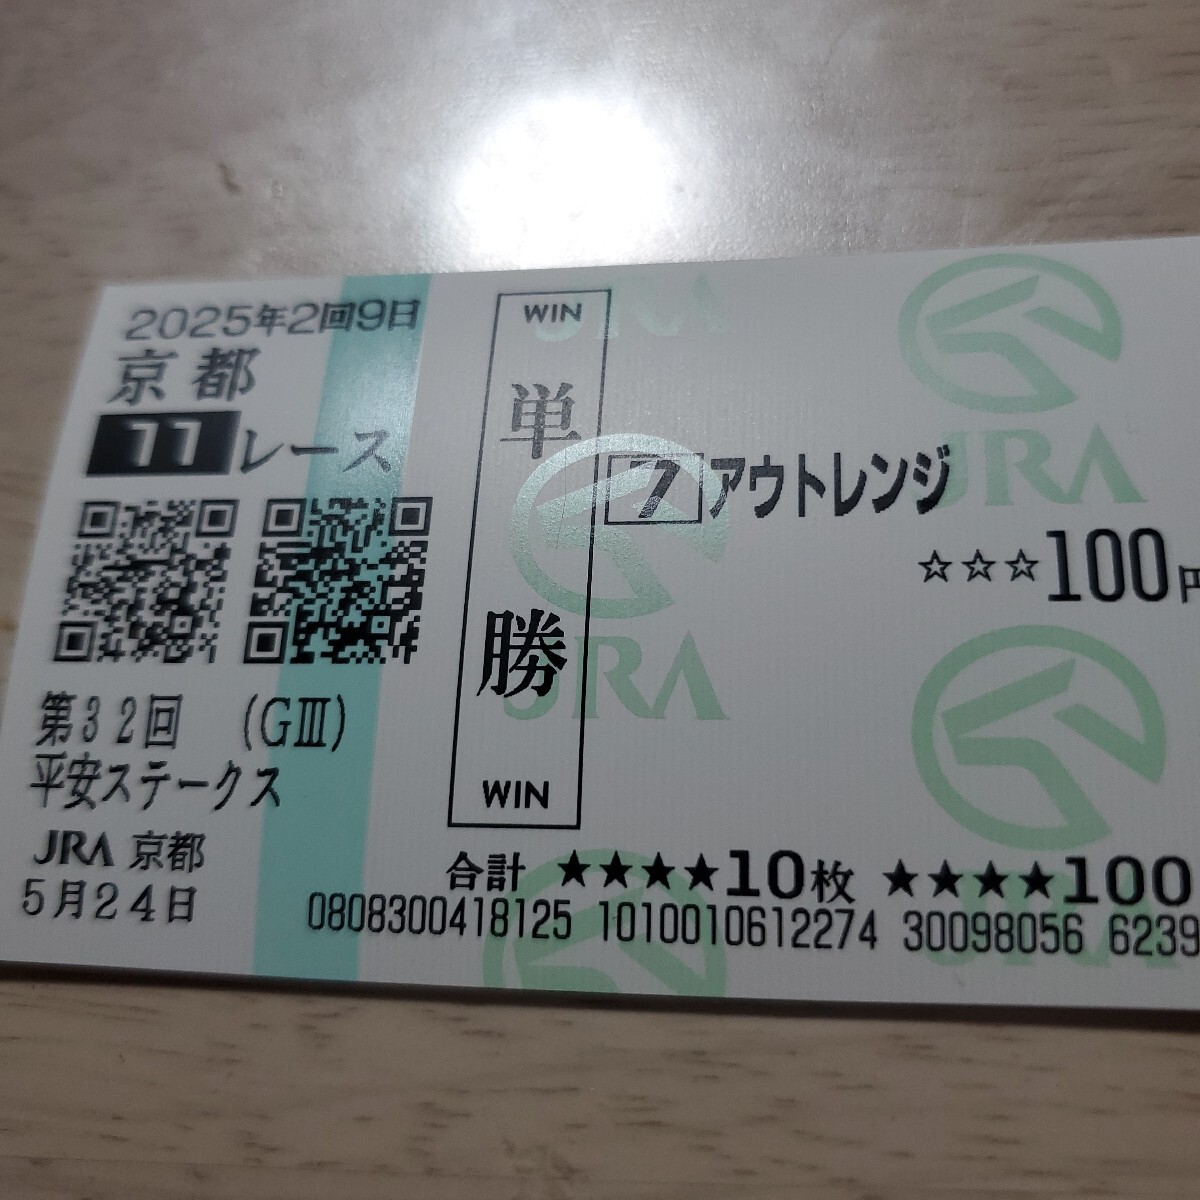 2025年2回9日
京都
11レース
第32回 (GⅢ)
平安ステークス
JRA 京都
5月24日
WIN
単勝
WIN
7 アウトレンジ
☆☆☆100円
合計 ★★★★10枚 ★★★★100
0808300418125 1010010612274 30098056 6239
JRA
JRA
JRA